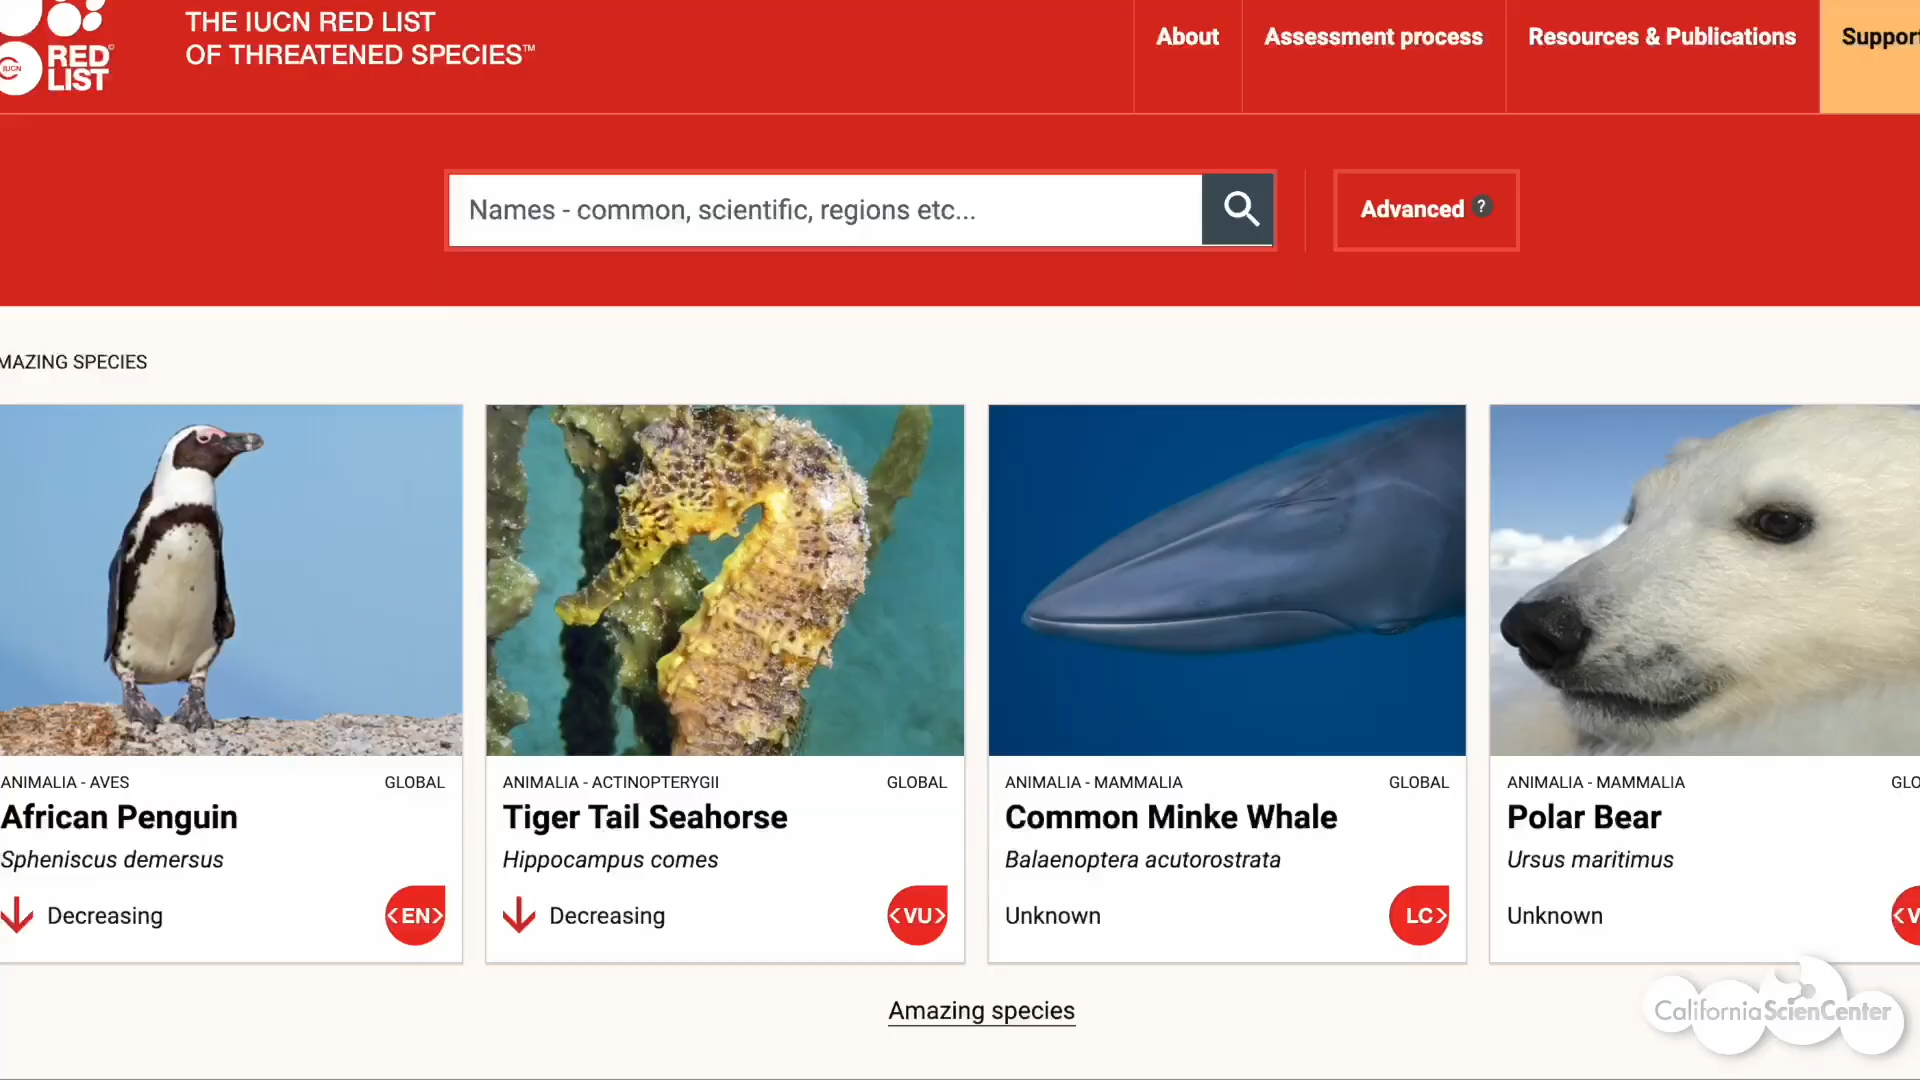 THE IUCN RED LIST
OF THREATENED SPECIES™
RED
LIST
IUCN
About
Assessment process
Resources & Publications
Support
Names - common, scientific, regions etc...
Advanced ?
MAZING SPECIES
ANIMALIA - AVES GLOBAL
African Penguin
Spheniscus demersus
Decreasing <EN>
ANIMALIA - ACTINOPTERYGII GLOBAL
Tiger Tail Seahorse
Hippocampus comes
Decreasing <VU>
ANIMALIA - MAMMALIA GLOBAL
Common Minke Whale
Balaenoptera acutorostrata
Unknown LC>
ANIMALIA - MAMMALIA GLO
Polar Bear
Ursus maritimus
Unknown <V
Amazing species
California ScienCenter